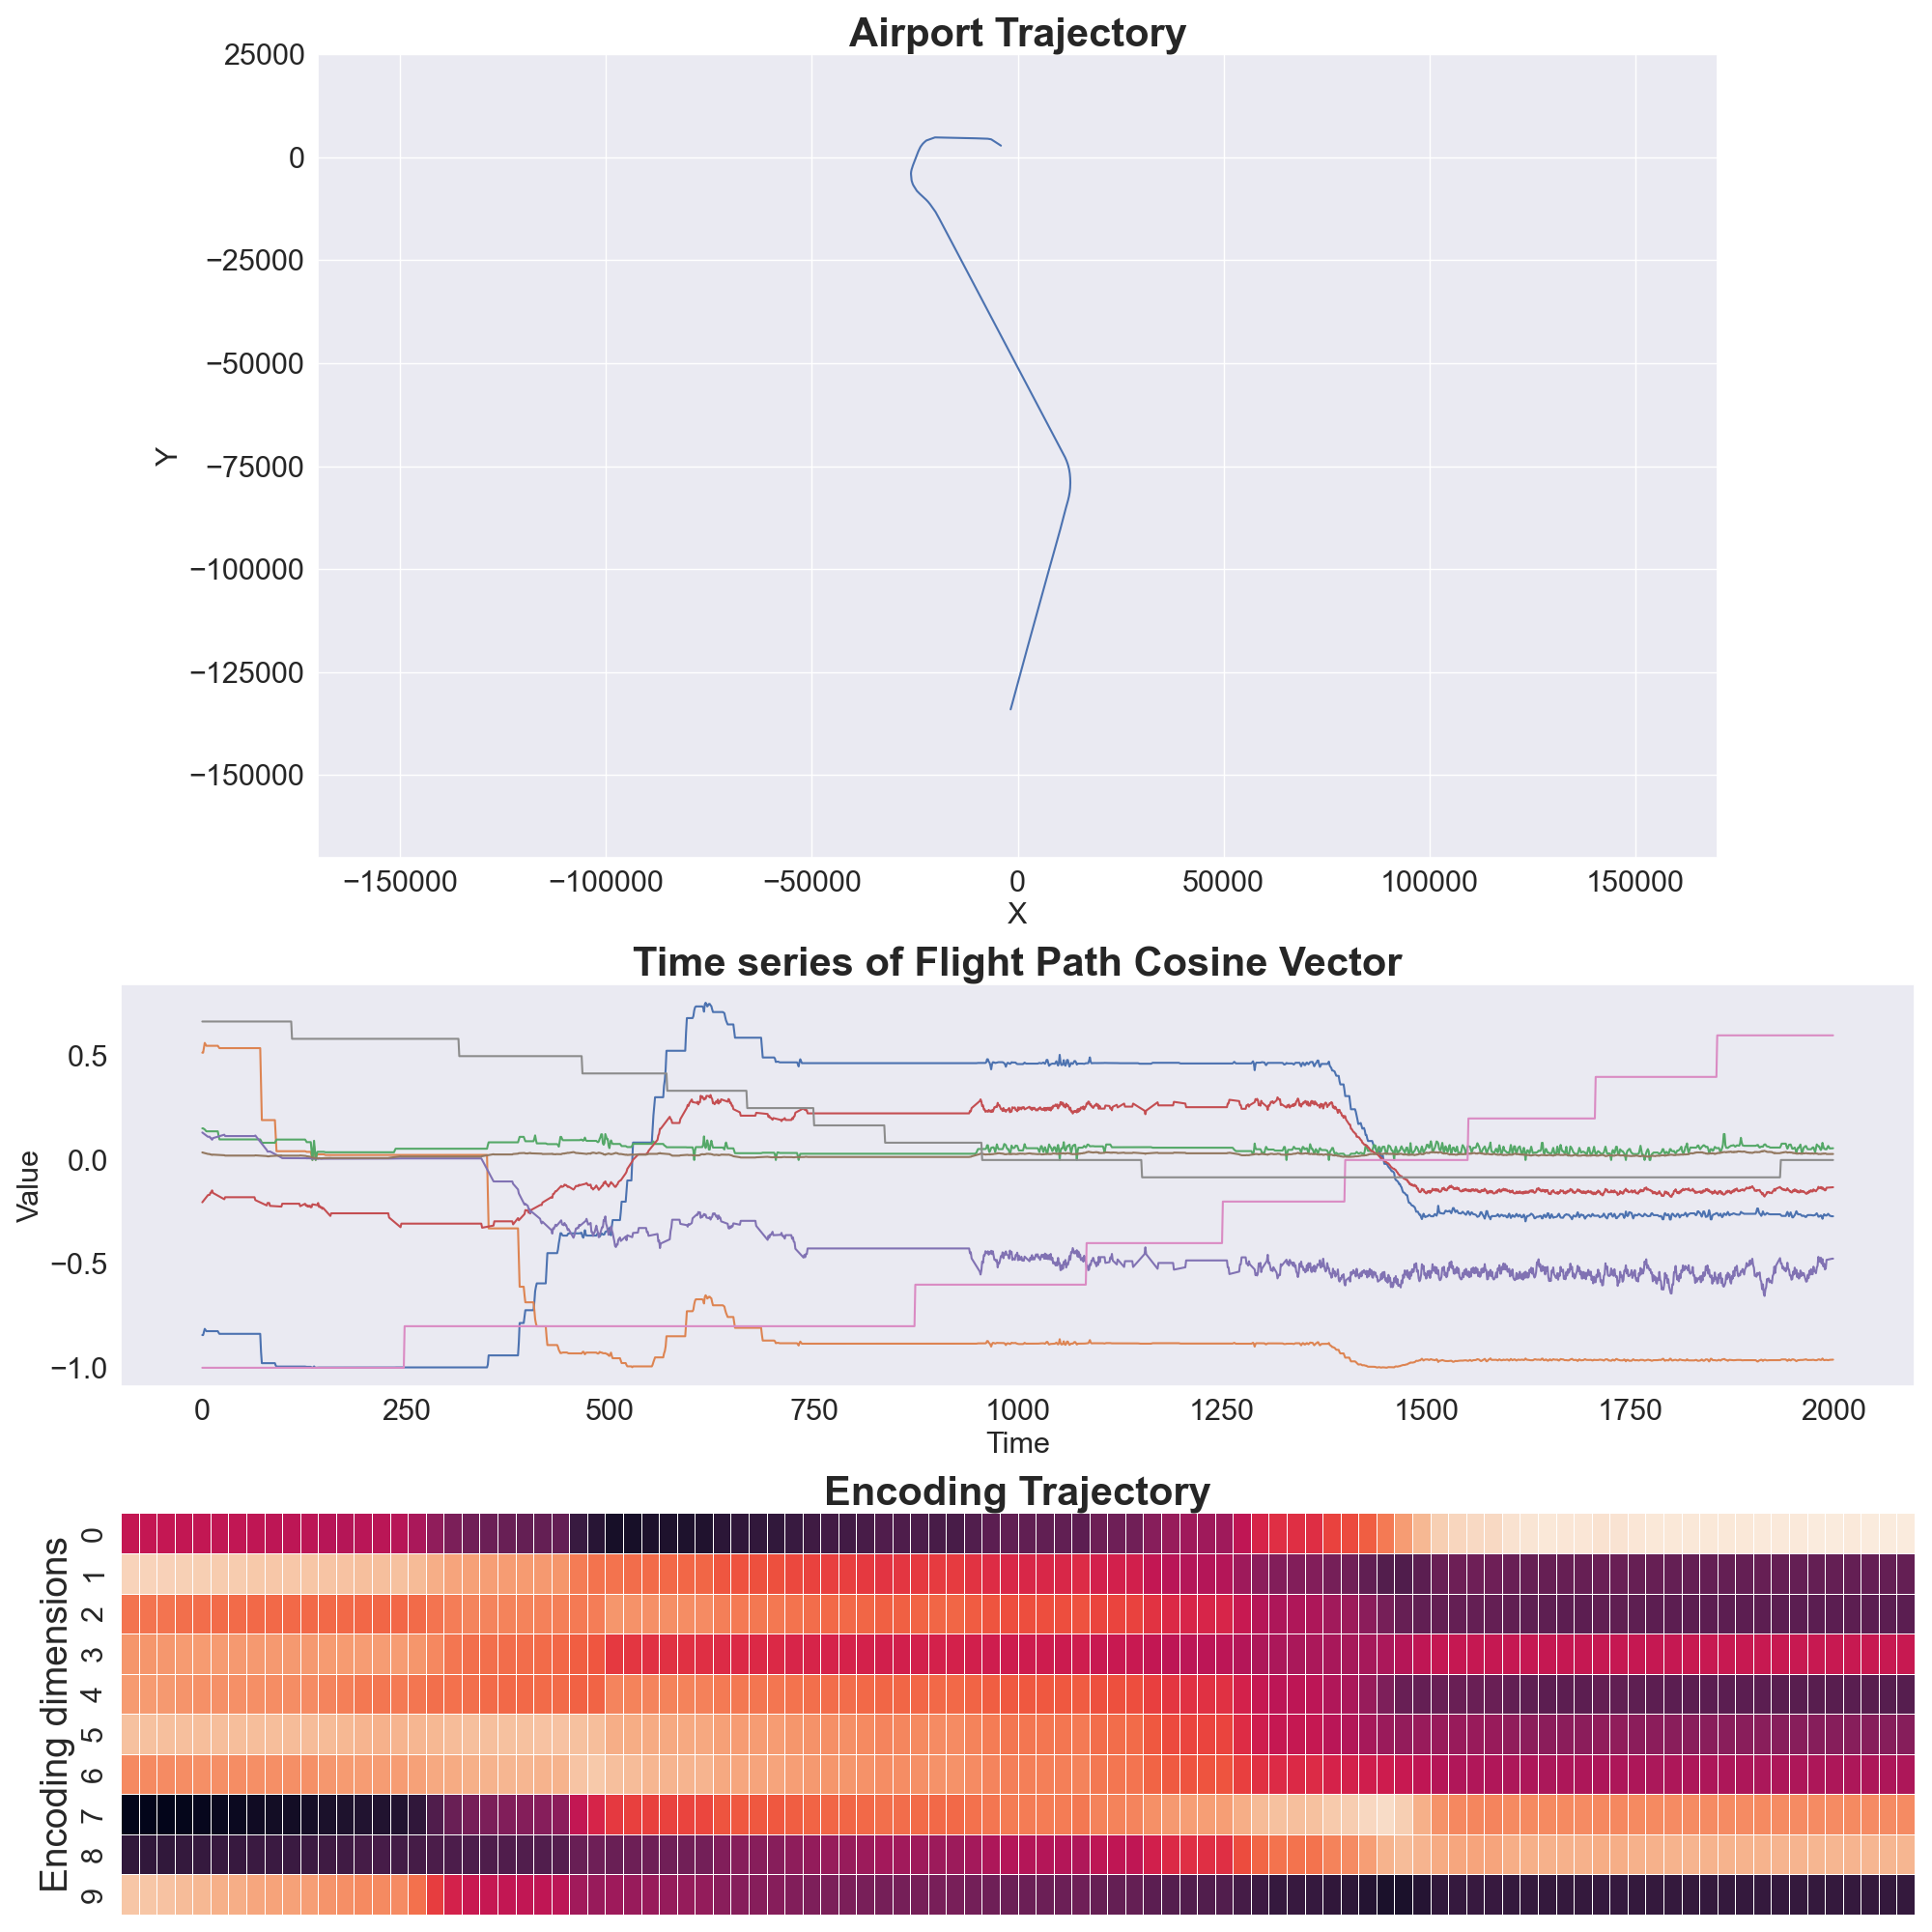 Airport Trajectory
25000
0
−25000
−50000
−75000
−100000
−125000
−150000
Y
−150000 −100000 −50000 0 50000 100000 150000
X
Time series of Flight Path Cosine Vector
0.5
0.0
−0.5
−1.0
Value
0 250 500 750 1000 1250 1500 1750 2000
Time
Encoding Trajectory
Encoding dimensions
0
1
2
3
4
5
6
7
8
9